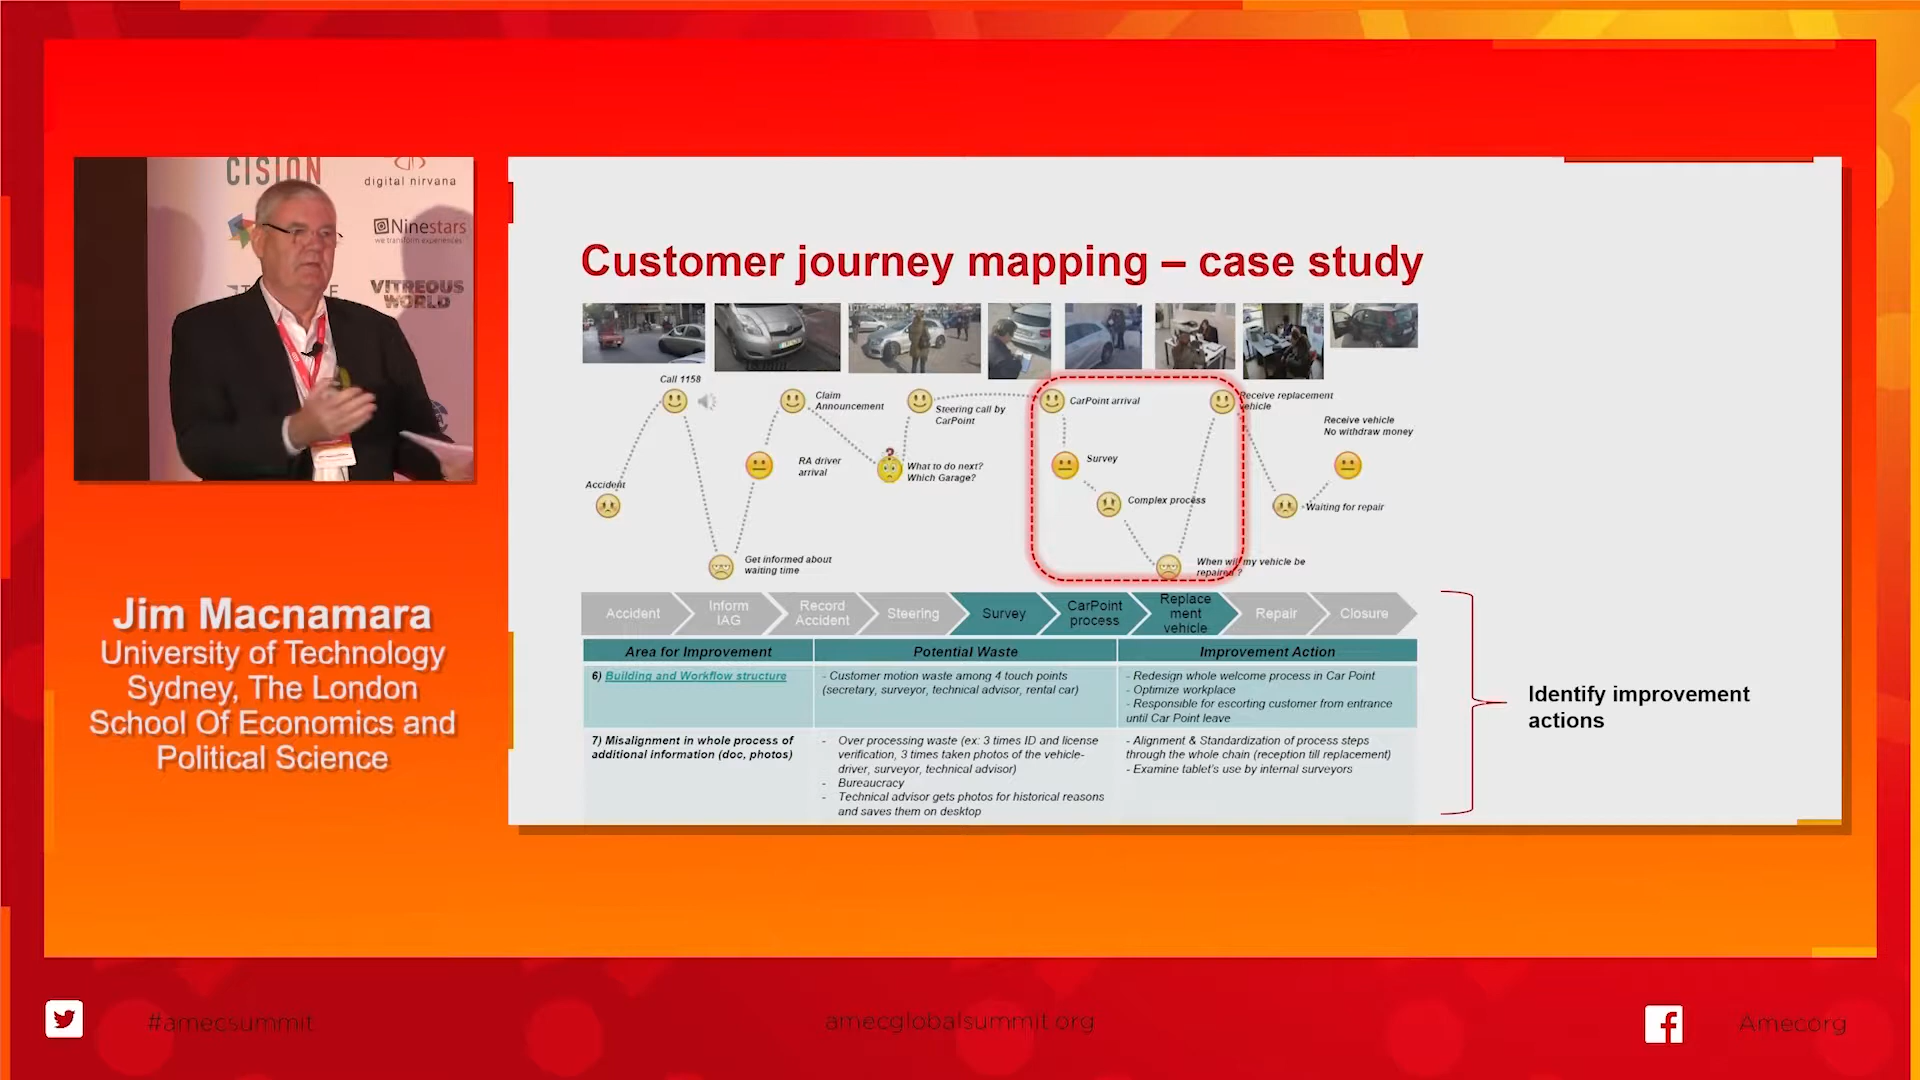 CISION
digital nirvana
Ninestars
we transform experiences
VITREOUS
WORLD
Jim Macnamara
University of Technology
Sydney, The London
School Of Economics and
Political Science
Customer journey mapping – case study
Call 1158
Accident
Get informed about
waiting time
RA driver
arrival
Claim
Announcement
What to do next?
Which Garage?
Steering call by
CarPoint
CarPoint arrival
Survey
Complex process
When will my vehicle be
repaired ?
Receive replacement
vehicle
Waiting for repair
Receive vehicle
No withdraw money
Accident
Inform
IAG
Record
Accident
Steering
Survey
CarPoint
process
Replace
ment
vehicle
Repair
Closure
Area for Improvement
Potential Waste
Improvement Action
6) Building and Workflow structure
- Customer motion waste among 4 touch points
(secretary, surveyor, technical advisor, rental car)
- Redesign whole welcome process in Car Point
- Optimize workplace
- Responsible for escorting customer from entrance
until Car Point leave
7) Misalignment in whole process of
additional information (doc, photos)
- Over processing waste (ex: 3 times ID and license
verification, 3 times taken photos of the vehicle-
driver, surveyor, technical advisor)
- Bureaucracy
- Technical advisor gets photos for historical reasons
and saves them on desktop
- Alignment & Standardization of process steps
through the whole chain (reception till replacement)
- Examine tablet's use by internal surveyors
Identify improvement
actions
#amecsummit
amecglobalsummit.org
Amecorg